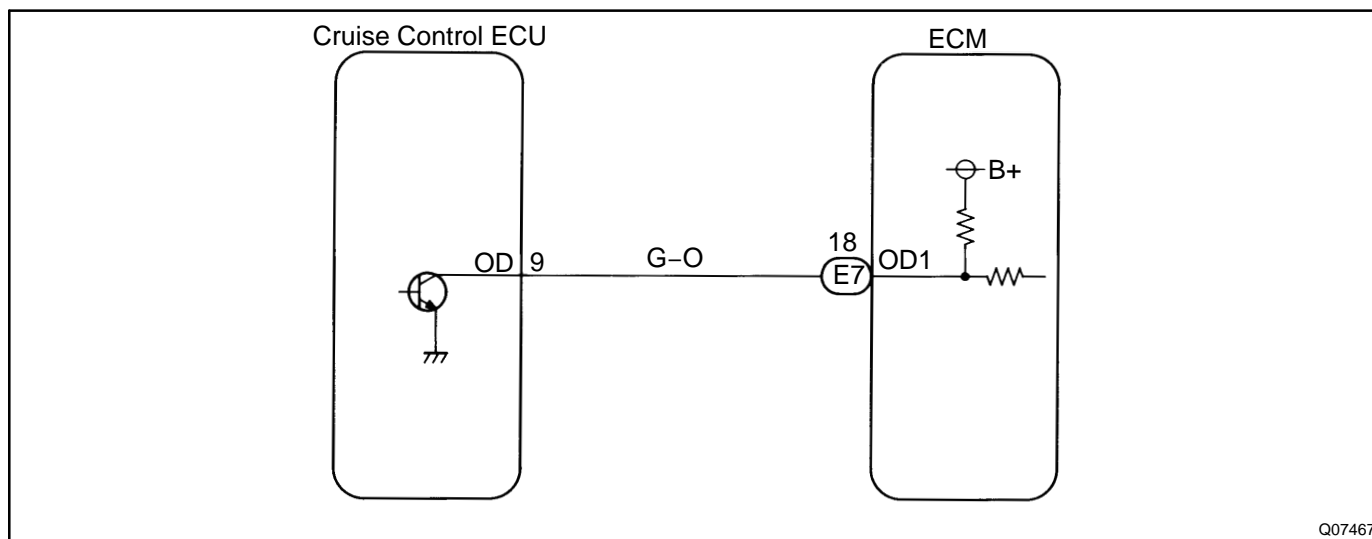 Cruise Control ECU
ECM
B+
OD 9
G−O
18
E7
OD1
Q07467